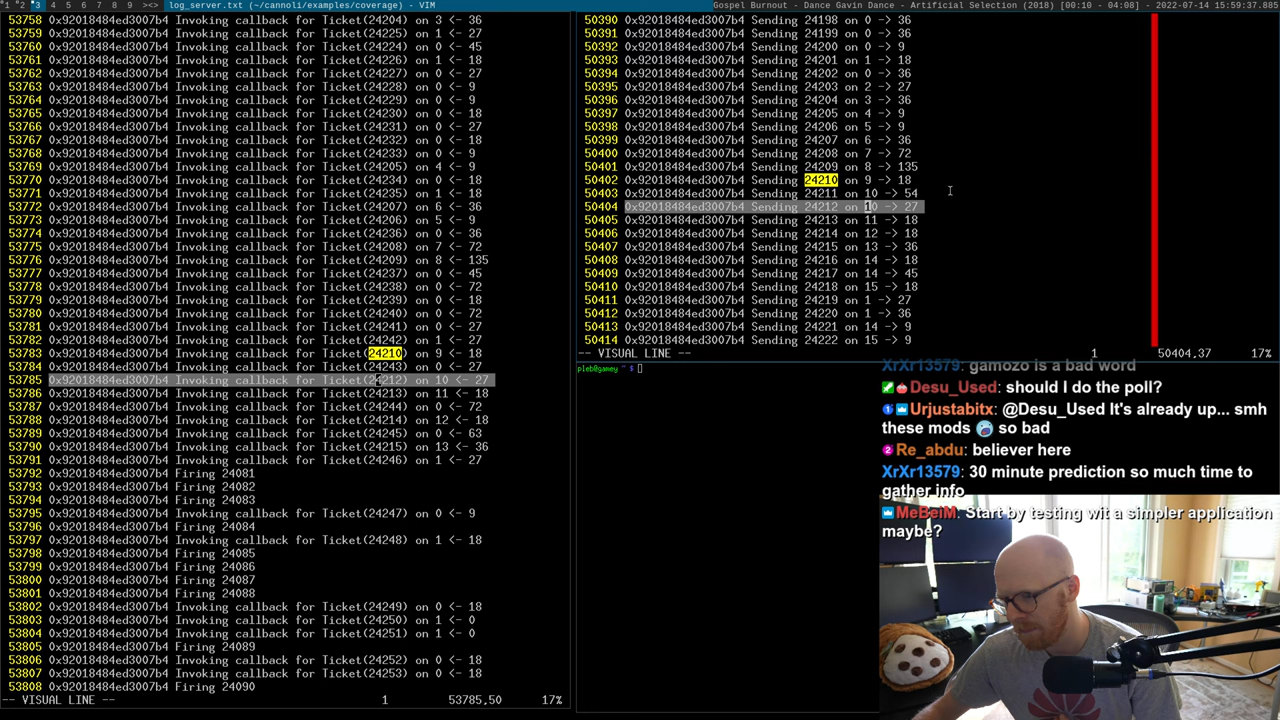 1 2 3 4 5 6 7 8 9 10 ><> log_server.txt (~/cannoli/examples/coverage) - VIM
Gospel Burnout - Dance Gavin Dance - Artificial Selection (2018) [00:10 - 04:08] - 2022-07-14 15:59:37.885
53758 0x92018484ed3007b4 Invoking callback for Ticket(24204) on 3 <- 36
53759 0x92018484ed3007b4 Invoking callback for Ticket(24225) on 1 <- 27
53760 0x92018484ed3007b4 Invoking callback for Ticket(24224) on 0 <- 45
53761 0x92018484ed3007b4 Invoking callback for Ticket(24226) on 1 <- 18
53762 0x92018484ed3007b4 Invoking callback for Ticket(24227) on 0 <- 27
53763 0x92018484ed3007b4 Invoking callback for Ticket(24228) on 0 <- 9
53764 0x92018484ed3007b4 Invoking callback for Ticket(24229) on 0 <- 9
53765 0x92018484ed3007b4 Invoking callback for Ticket(24230) on 0 <- 18
53766 0x92018484ed3007b4 Invoking callback for Ticket(24231) on 0 <- 27
53767 0x92018484ed3007b4 Invoking callback for Ticket(24232) on 0 <- 18
53768 0x92018484ed3007b4 Invoking callback for Ticket(24233) on 0 <- 9
53769 0x92018484ed3007b4 Invoking callback for Ticket(24205) on 4 <- 9
53770 0x92018484ed3007b4 Invoking callback for Ticket(24234) on 0 <- 18
53771 0x92018484ed3007b4 Invoking callback for Ticket(24235) on 1 <- 18
53772 0x92018484ed3007b4 Invoking callback for Ticket(24207) on 6 <- 36
53773 0x92018484ed3007b4 Invoking callback for Ticket(24206) on 5 <- 9
53774 0x92018484ed3007b4 Invoking callback for Ticket(24236) on 0 <- 36
53775 0x92018484ed3007b4 Invoking callback for Ticket(24208) on 7 <- 72
53776 0x92018484ed3007b4 Invoking callback for Ticket(24209) on 8 <- 135
53777 0x92018484ed3007b4 Invoking callback for Ticket(24237) on 0 <- 45
53778 0x92018484ed3007b4 Invoking callback for Ticket(24238) on 0 <- 72
53779 0x92018484ed3007b4 Invoking callback for Ticket(24239) on 0 <- 18
53780 0x92018484ed3007b4 Invoking callback for Ticket(24240) on 0 <- 72
53781 0x92018484ed3007b4 Invoking callback for Ticket(24241) on 0 <- 27
53782 0x92018484ed3007b4 Invoking callback for Ticket(24242) on 1 <- 27
53783 0x92018484ed3007b4 Invoking callback for Ticket(24210) on 9 <- 18
53784 0x92018484ed3007b4 Invoking callback for Ticket(24243) on 0 <- 27
53785 0x92018484ed3007b4 Invoking callback for Ticket(24212) on 10 <- 27
53786 0x92018484ed3007b4 Invoking callback for Ticket(24213) on 11 <- 18
53787 0x92018484ed3007b4 Invoking callback for Ticket(24244) on 0 <- 72
53788 0x92018484ed3007b4 Invoking callback for Ticket(24214) on 12 <- 18
53789 0x92018484ed3007b4 Invoking callback for Ticket(24245) on 0 <- 63
53790 0x92018484ed3007b4 Invoking callback for Ticket(24215) on 13 <- 36
53791 0x92018484ed3007b4 Invoking callback for Ticket(24246) on 1 <- 27
53792 0x92018484ed3007b4 Firing 24081
53793 0x92018484ed3007b4 Firing 24082
53794 0x92018484ed3007b4 Firing 24083
53795 0x92018484ed3007b4 Invoking callback for Ticket(24247) on 0 <- 9
53796 0x92018484ed3007b4 Firing 24084
53797 0x92018484ed3007b4 Invoking callback for Ticket(24248) on 1 <- 18
53798 0x92018484ed3007b4 Firing 24085
53799 0x92018484ed3007b4 Firing 24086
53800 0x92018484ed3007b4 Firing 24087
53801 0x92018484ed3007b4 Firing 24088
53802 0x92018484ed3007b4 Invoking callback for Ticket(24249) on 0 <- 18
53803 0x92018484ed3007b4 Invoking callback for Ticket(24250) on 1 <- 0
53804 0x92018484ed3007b4 Invoking callback for Ticket(24251) on 1 <- 0
53805 0x92018484ed3007b4 Firing 24089
53806 0x92018484ed3007b4 Invoking callback for Ticket(24252) on 0 <- 18
53807 0x92018484ed3007b4 Invoking callback for Ticket(24253) on 0 <- 18
53808 0x92018484ed3007b4 Firing 24090
-- VISUAL LINE -- 1 53785,50 17%
50390 0x92018484ed3007b4 Sending 24198 on 0 -> 36
50391 0x92018484ed3007b4 Sending 24199 on 0 -> 36
50392 0x92018484ed3007b4 Sending 24200 on 0 -> 9
50393 0x92018484ed3007b4 Sending 24201 on 1 -> 18
50394 0x92018484ed3007b4 Sending 24202 on 0 -> 36
50395 0x92018484ed3007b4 Sending 24203 on 2 -> 27
50396 0x92018484ed3007b4 Sending 24204 on 3 -> 36
50397 0x92018484ed3007b4 Sending 24205 on 4 -> 9
50398 0x92018484ed3007b4 Sending 24206 on 5 -> 9
50399 0x92018484ed3007b4 Sending 24207 on 6 -> 36
50400 0x92018484ed3007b4 Sending 24208 on 7 -> 72
50401 0x92018484ed3007b4 Sending 24209 on 8 -> 135
50402 0x92018484ed3007b4 Sending 24210 on 9 -> 18
50403 0x92018484ed3007b4 Sending 24211 on 10 -> 54
50404 0x92018484ed3007b4 Sending 24212 on 10 -> 27
50405 0x92018484ed3007b4 Sending 24213 on 11 -> 18
50406 0x92018484ed3007b4 Sending 24214 on 12 -> 18
50407 0x92018484ed3007b4 Sending 24215 on 13 -> 36
50408 0x92018484ed3007b4 Sending 24216 on 14 -> 18
50409 0x92018484ed3007b4 Sending 24217 on 14 -> 45
50410 0x92018484ed3007b4 Sending 24218 on 15 -> 18
50411 0x92018484ed3007b4 Sending 24219 on 1 -> 27
50412 0x92018484ed3007b4 Sending 24220 on 1 -> 36
50413 0x92018484ed3007b4 Sending 24221 on 14 -> 9
50414 0x92018484ed3007b4 Sending 24222 on 15 -> 9
-- VISUAL LINE -- 1 50404,37 17%
pleb@gamey ~ $
XrXr13579: gamozo is a bad word
Desu_Used: should I do the poll?
Urjustabitx: @Desu_Used It's already up... smh
these mods so bad
Re_abdu: believer here
XrXr13579: 30 minute prediction so much time to
gather info
MeBeiM: Start by testing wit a simpler application
maybe?